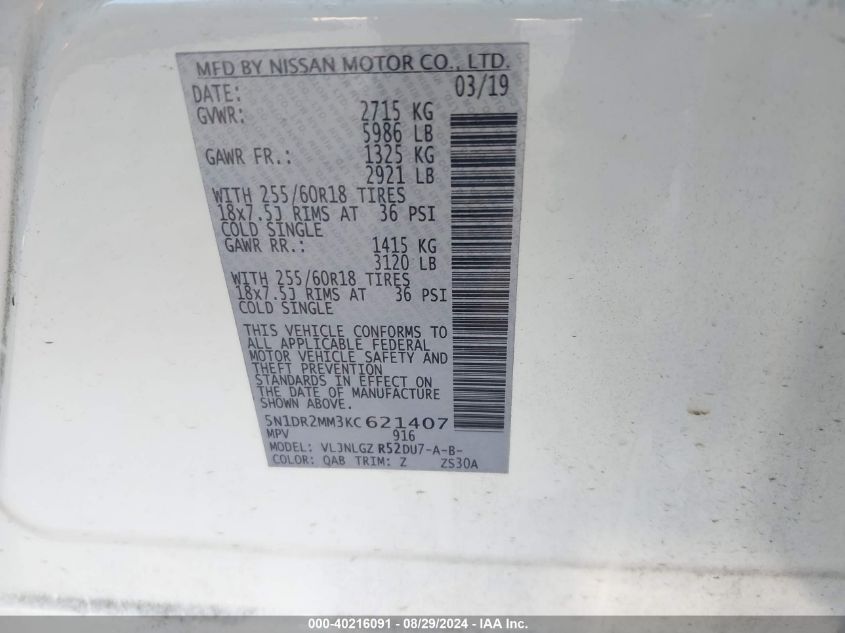 MFD BY NISSAN MOTOR CO., LTD.
DATE: 03/19
GVWR: 2715 KG
5986 LB
GAWR FR.: 1325 KG
2921 LB
WITH 255/60R18 TIRES
18x7.5J RIMS AT 36 PSI
COLD SINGLE
GAWR RR.: 1415 KG
3120 LB
WITH 255/60R18 TIRES
18x7.5J RIMS AT 36 PSI
COLD SINGLE
THIS VEHICLE CONFORMS TO
ALL APPLICABLE FEDERAL
MOTOR VEHICLE SAFETY AND
THEFT PREVENTION
STANDARDS IN EFFECT ON
THE DATE OF MANUFACTURE
SHOWN ABOVE.
5N1DR2MM3KC 621407
MPV 916
MODEL: VLJNLGZ R52DU7-A-B-
COLOR: QAB TRIM: Z ZS30A
000-40216091 - 08/29/2024 - IAA Inc.